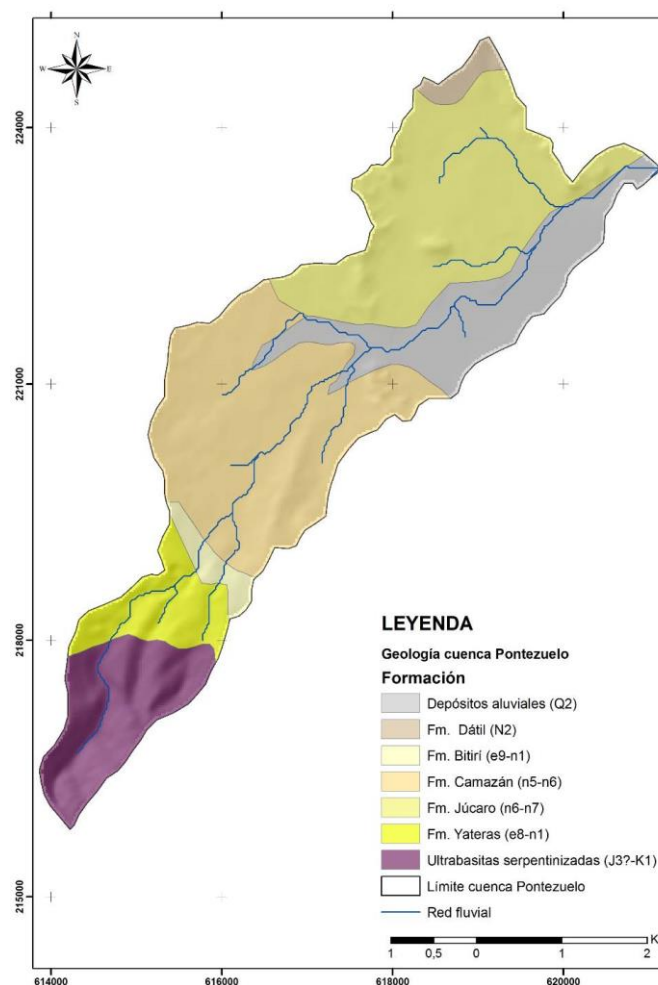 N
W E
S
224000
221000
218000
215000
LEYENDA
Geología cuenca Pontezuelo
Formación
Depósitos aluviales (Q2)
Fm. Dátil (N2)
Fm. Bitirí (e9-n1)
Fm. Camazán (n5-n6)
Fm. Júcaro (n6-n7)
Fm. Yateras (e8-n1)
Ultrabasitas serpentinizadas (J3?-K1)
Límite cuenca Pontezuelo
Red fluvial
1 0,5 0 1 2 K
614000 616000 618000 620000